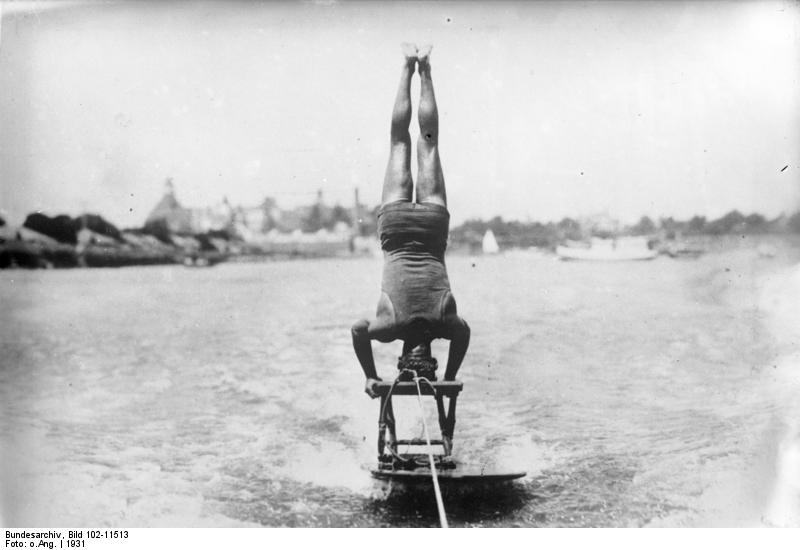 Bundesarchiv, Bild 102-11513
Foto: o.Ang. | 1931